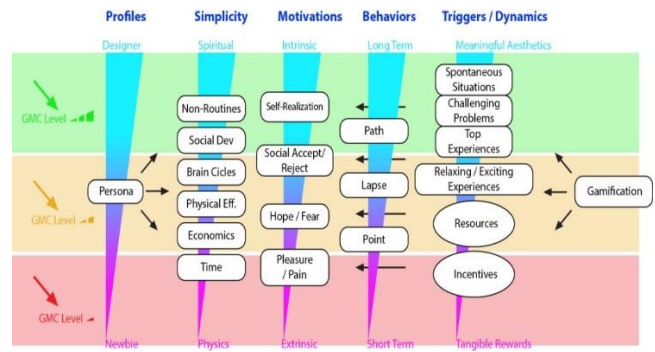 Profiles Simplicity Motivations Behaviors Triggers / Dynamics
Designer Spiritual Intrinsic Long Term Meaningful Aesthetics
Spontaneous
Situations
Non-Routines
Self-Realization
Challenging
Problems
GMC Level
Path
Social Dev
Top
Experiences
Social Accept/
Reject
Brain Cicles
Relaxing / Exciting
Experiences
Persona
Lapse
Gamification
Physical Eff.
GMC Level
Hope / Fear
Resources
Economics
Point
Time
Pleasure
/ Pain
Incentives
GMC Level
Newbie Physics Extrinsic Short Term Tangible Rewards